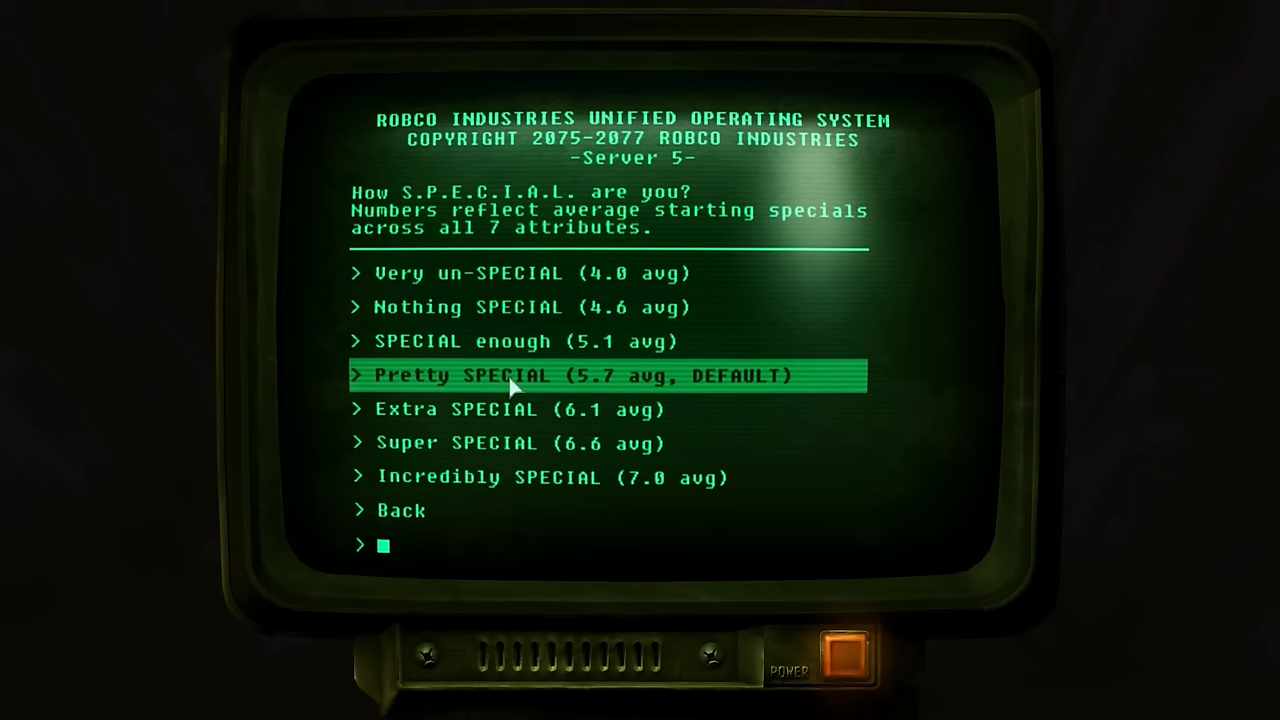 ROBCO INDUSTRIES UNIFIED OPERATING SYSTEM
COPYRIGHT 2075-2077 ROBCO INDUSTRIES
-Server 5-
How S.P.E.C.I.A.L. are you?
Numbers reflect average starting specials
across all 7 attributes.
> Very un-SPECIAL (4.0 avg)
> Nothing SPECIAL (4.6 avg)
> SPECIAL enough (5.1 avg)
> Pretty SPECIAL (5.7 avg, DEFAULT)
> Extra SPECIAL (6.1 avg)
> Super SPECIAL (6.6 avg)
> Incredibly SPECIAL (7.0 avg)
> Back
>
POWER